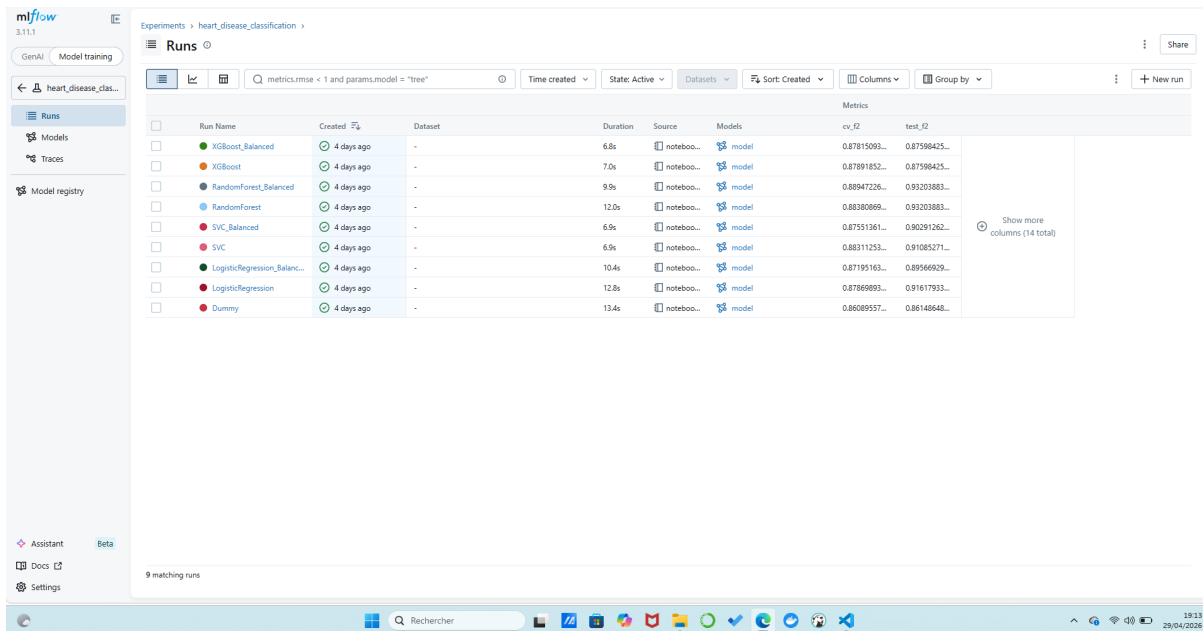 mlflow
3.11.1
GenAI Model training
heart_disease_clas...
Runs
Models
Traces
Model registry
Assistant Beta
Docs
Settings
Experiments > heart_disease_classification >
Runs
Share
metrics.rmse < 1 and params.model = "tree"
Time created
State: Active
Datasets
Sort: Created
Columns
Group by
+ New run
Metrics
Run Name Created Dataset Duration Source Models cv_f2 test_f2
XGBoost_Balanced 4 days ago - 6.8s noteboo... model 0.87815093... 0.87598425...
XGBoost 4 days ago - 7.0s noteboo... model 0.87891852... 0.87598425...
RandomForest_Balanced 4 days ago - 9.9s noteboo... model 0.88947226... 0.93203883...
RandomForest 4 days ago - 12.0s noteboo... model 0.88380869... 0.93203883...
SVC_Balanced 4 days ago - 6.9s noteboo... model 0.87551361... 0.90291262...
SVC 4 days ago - 6.9s noteboo... model 0.88311253... 0.91085271...
LogisticRegression_Balanc... 4 days ago - 10.4s noteboo... model 0.87195163... 0.89566929...
LogisticRegression 4 days ago - 12.8s noteboo... model 0.87869893... 0.91617933...
Dummy 4 days ago - 13.4s noteboo... model 0.86089557... 0.86148648...
Show more
columns (14 total)
9 matching runs
Rechercher
19:13
29/04/2026